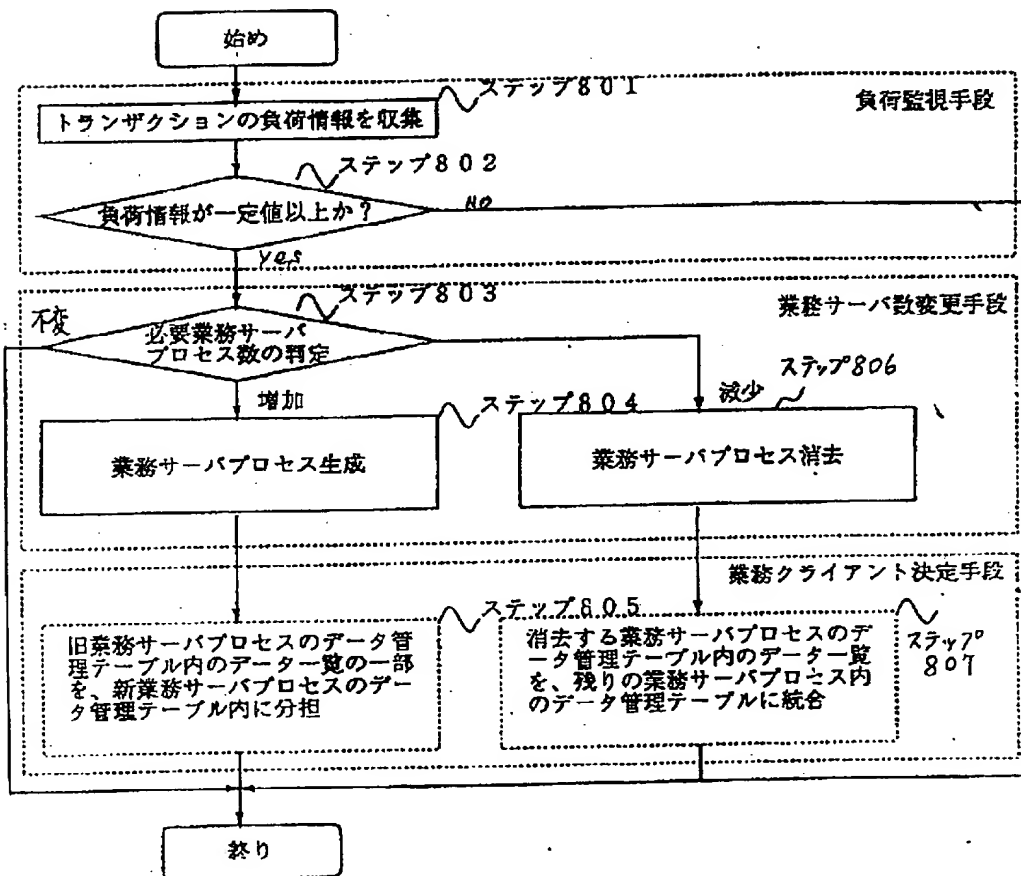 始め
ステップ801
負荷監視手段
トランザクションの負荷情報を収集
ステップ802
負荷情報が一定値以上か？
NO
yes
ステップ803
業務サーバ数変更手段
不変
必要業務サーバ
プロセス数の判定
ステップ806
増加
減少
ステップ804
業務サーバプロセス生成
業務サーバプロセス消去
業務クライアント決定手段
ステップ805
旧業務サーバプロセスのデータ管
理テーブル内のデータ一覧の一部
を、新業務サーバプロセスのデー
タ管理テーブル内に分担
消去する業務サーバプロセスのデ
ータ管理テーブル内のデータ一覧
を、残りの業務サーバプロセス内
のデータ管理テーブルに統合
ステップ
807
終り